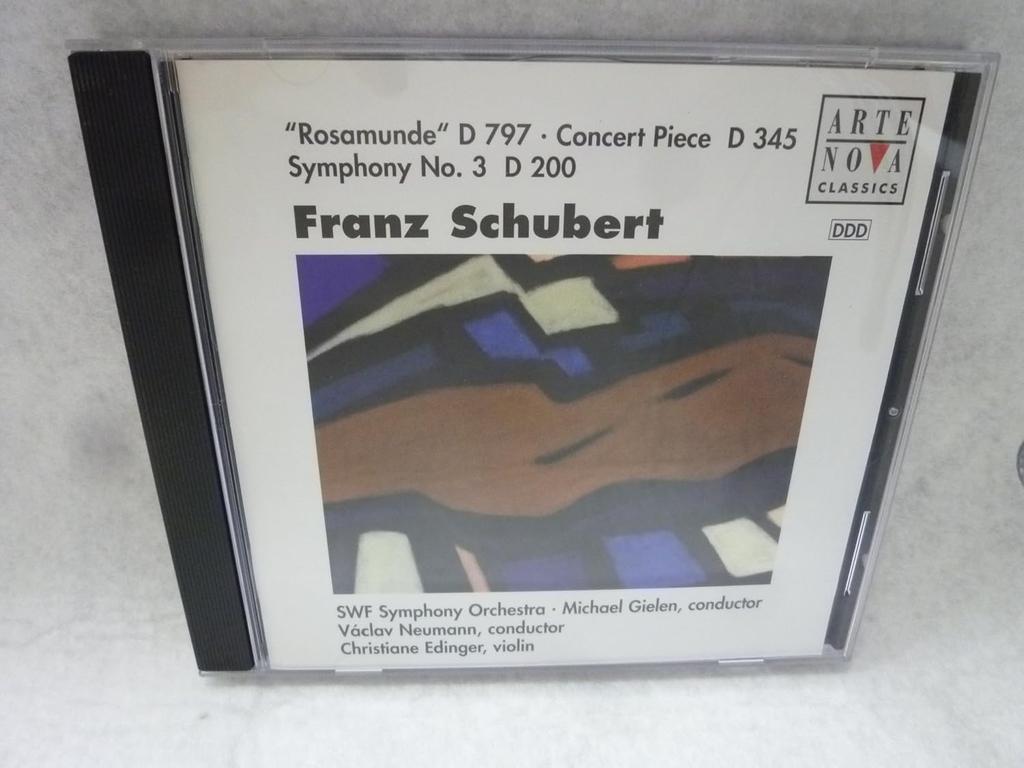 "Rosamunde" D 797 · Concert Piece D 345
Symphony No. 3 D 200
Franz Schubert
ARTE
NOVA
CLASSICS
DDD
SWF Symphony Orchestra · Michael Gielen, conductor
Václav Neumann, conductor
Christiane Edinger, violin